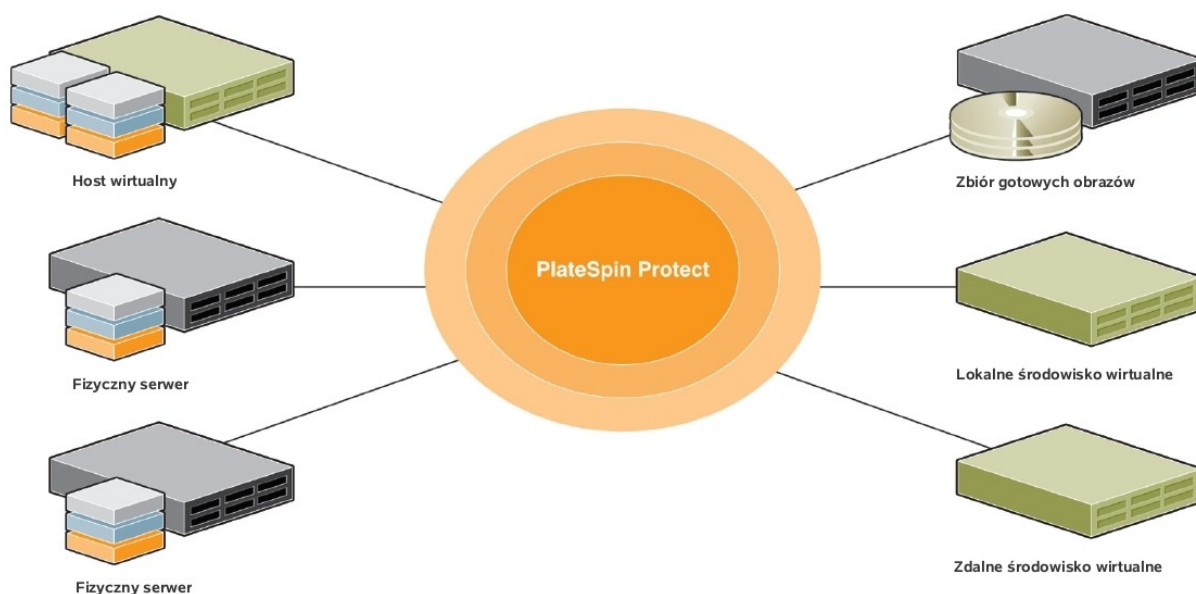 Host wirtualny
Zbiór gotowych obrazów
PlateSpin Protect
Fizyczny serwer
Lokalne środowisko wirtualne
Fizyczny serwer
Zdalne środowisko wirtualne